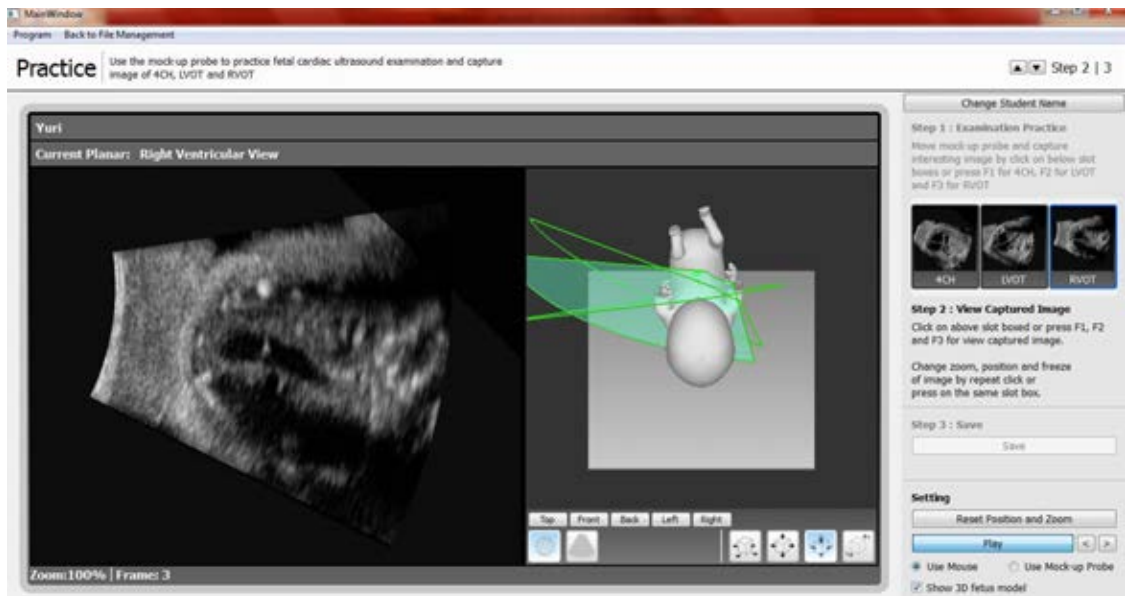 MainWindow
Program Back to File Management
Practice
Use the mock-up probe to practice fetal cardiac ultrasound examination and capture
image of 4CH, LVOT and RVOT
Step 2 | 3
Yuri
Current Planar: Right Ventricular View
Top Front Back Left Right
Zoom:100% | Frame: 3
Change Student Name
Step 1 : Examination Practice
Move mock-up probe and capture
interesting image by click on below slot
boxes or press F1 for 4CH, F2 for LVOT
and F3 for RVOT
4CH LVOT RVOT
Step 2 : View Captured Image
Click on above slot boxed or press F1, F2
and F3 for view captured image.
Change zoom, position and freeze
of image by repeat click or
press on the same slot box.
Step 3 : Save
Save
Setting
Reset Position and Zoom
Play < >
Use Mouse Use Mock-up Probe
Show 3D fetus model